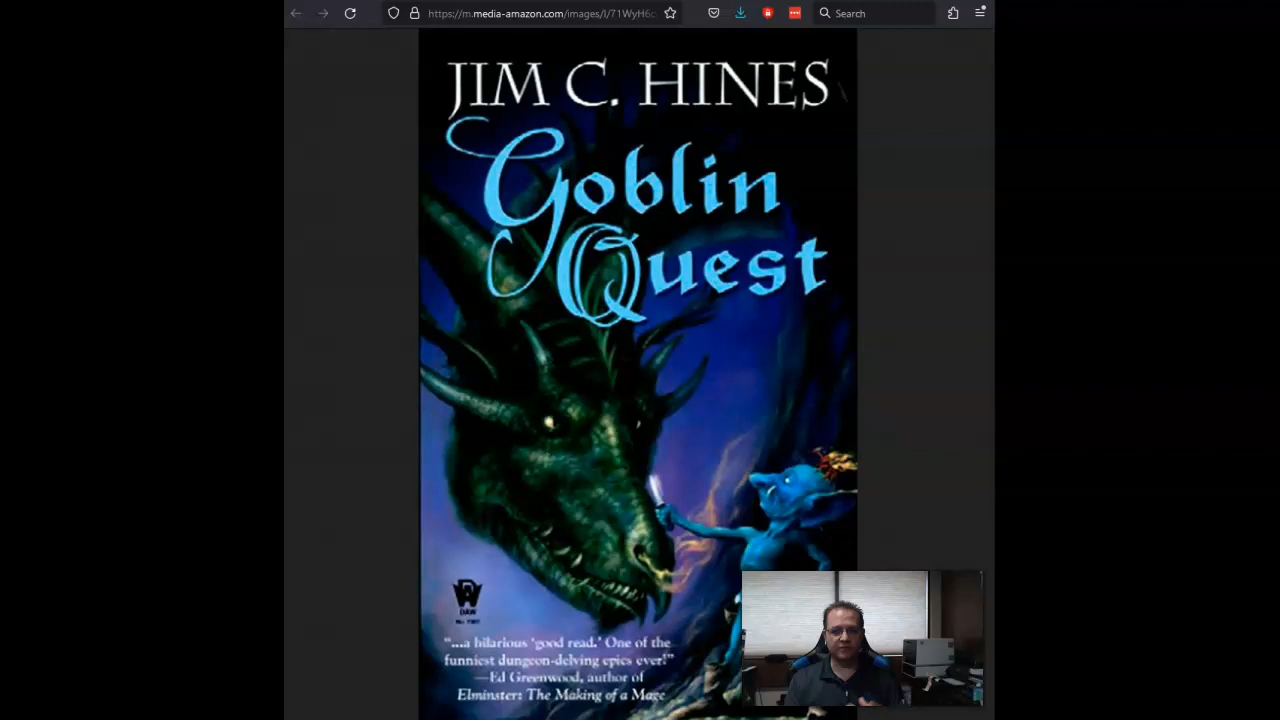 https://m.media-amazon.com/images/I/71WyH6c
Search
JIM C. HINES
Goblin
Quest
DAW
"...a hilarious 'good read.' One of the
funniest dungeon-delving epics ever!"
—Ed Greenwood, author of
Elminster: The Making of a Mage